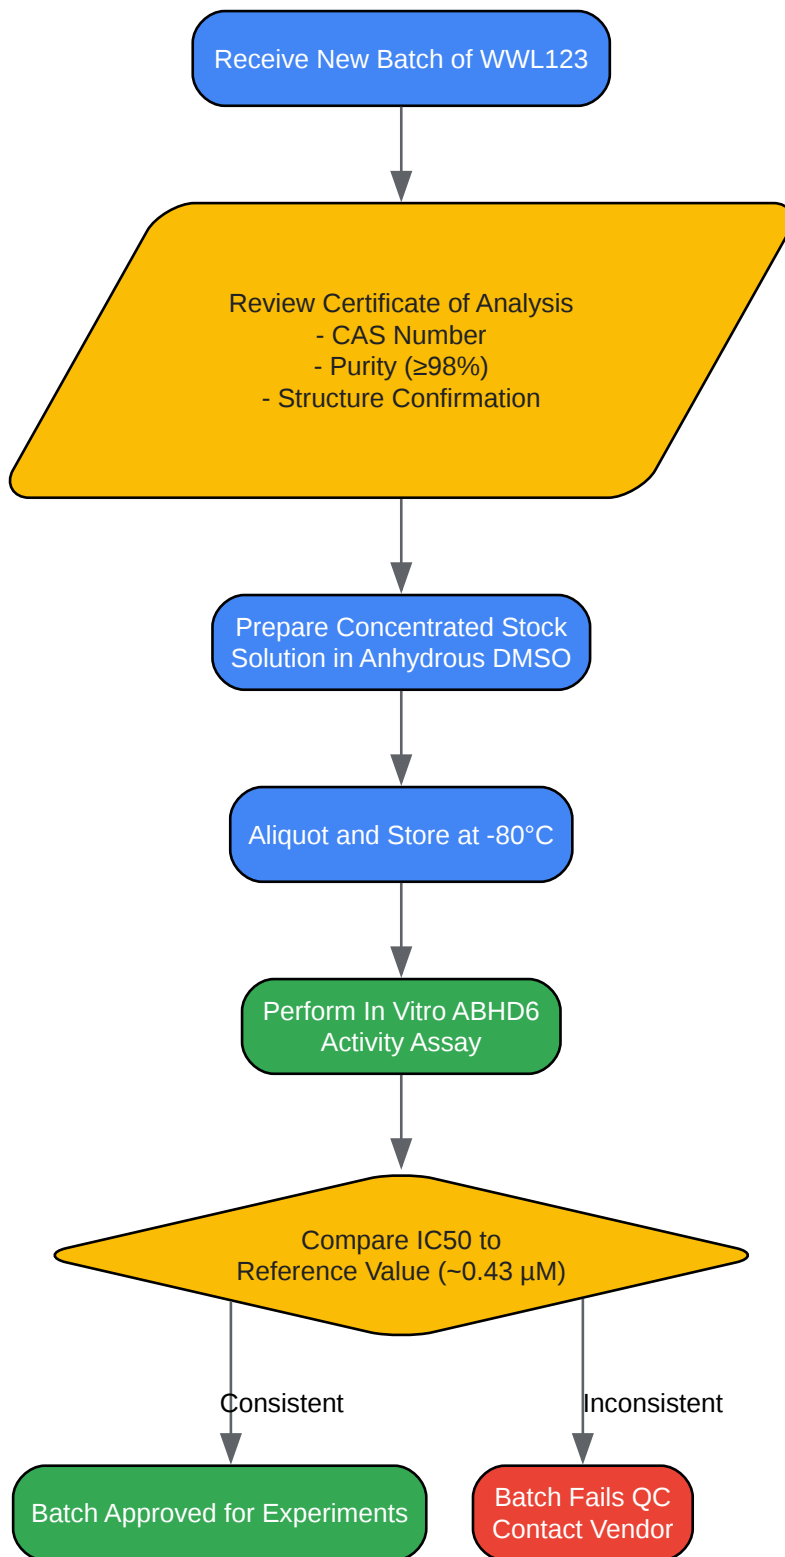 Receive New Batch of WWL123
Review Certificate of Analysis
- CAS Number
- Purity (≥98%)
- Structure Confirmation
Prepare Concentrated Stock
Solution in Anhydrous DMSO
Aliquot and Store at -80°C
Perform In Vitro ABHD6
Activity Assay
Compare IC50 to
Reference Value (~0.43 µM)
Consistent
Inconsistent
Batch Approved for Experiments
Batch Fails QC
Contact Vendor